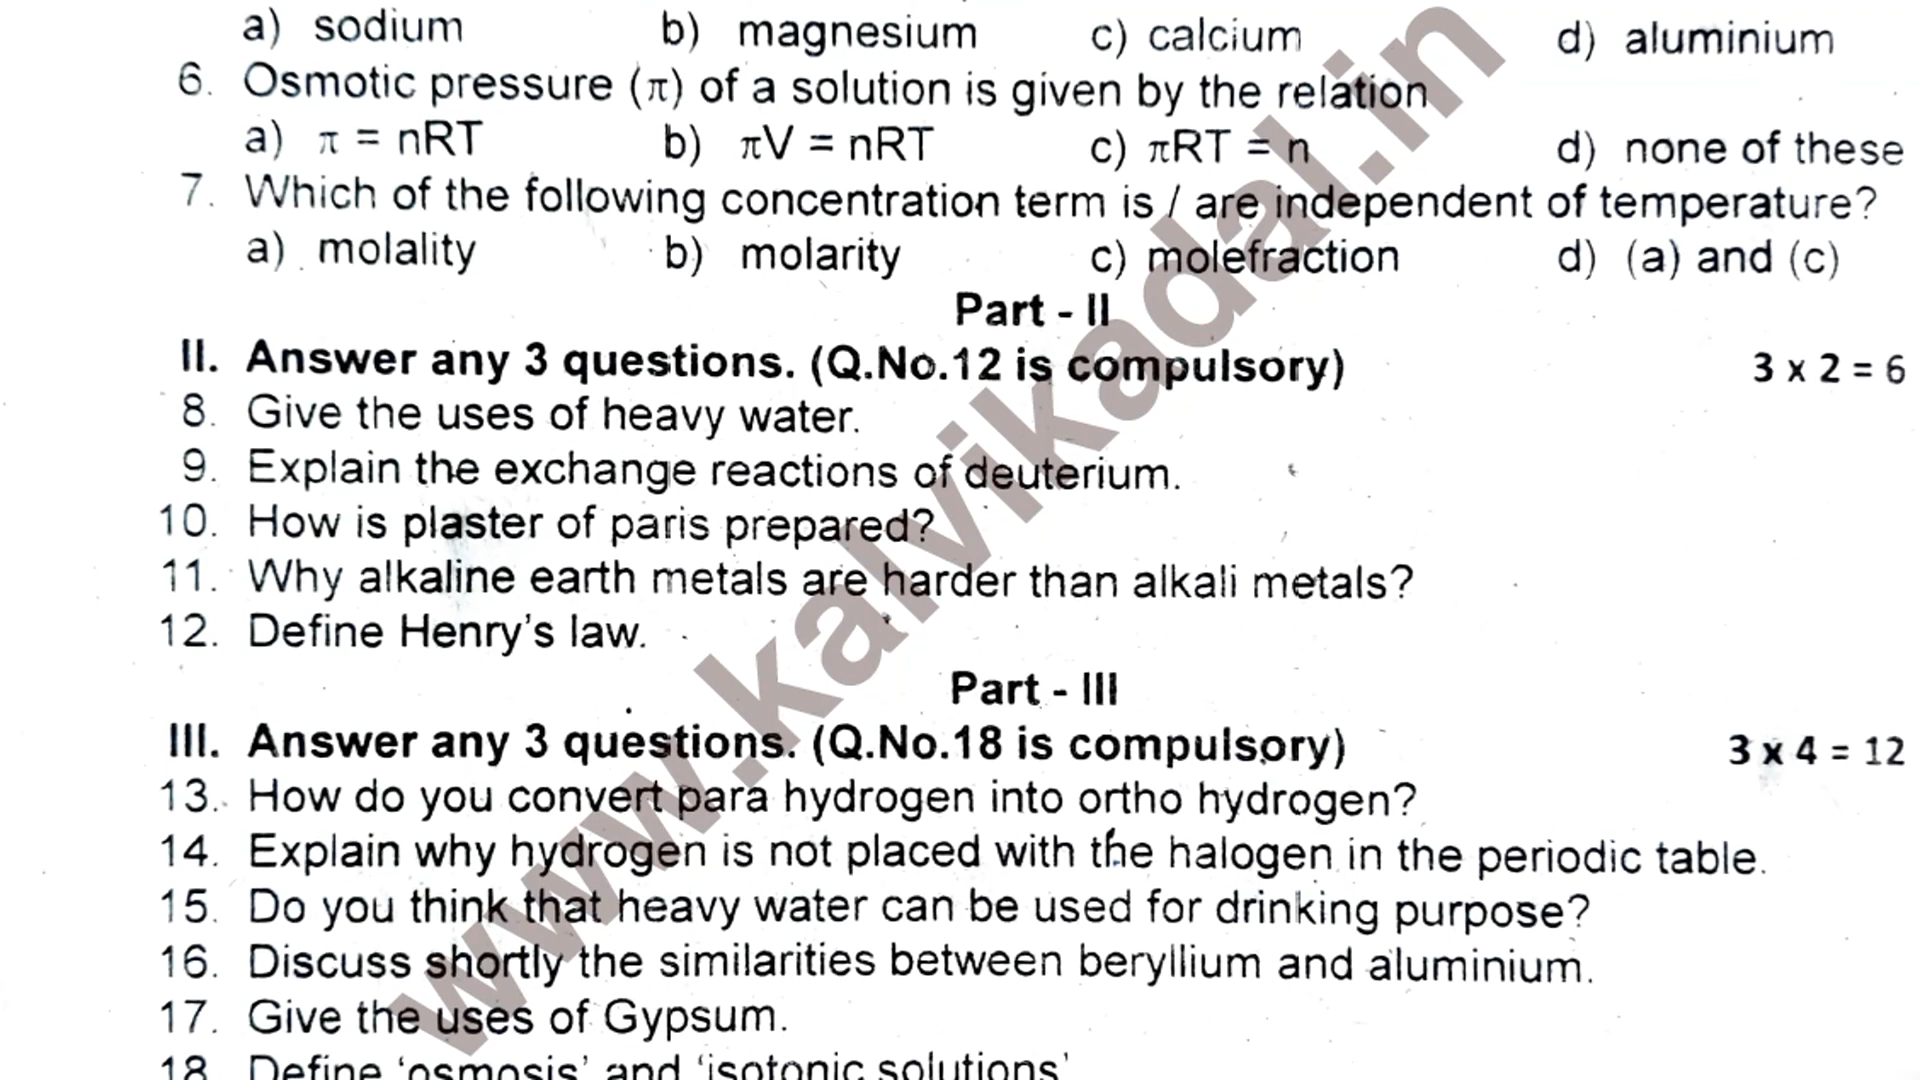 a) sodium b) magnesium c) calcium d) aluminium
6. Osmotic pressure (π) of a solution is given by the relation
a) π = nRT b) πV = nRT c) πRT = n d) none of these
7. Which of the following concentration term is / are independent of temperature?
a) molality b) molarity c) molefraction d) (a) and (c)
Part - II
II. Answer any 3 questions. (Q.No.12 is compulsory) 3 x 2 = 6
8. Give the uses of heavy water.
9. Explain the exchange reactions of deuterium.
10. How is plaster of paris prepared?
11. Why alkaline earth metals are harder than alkali metals?
12. Define Henry's law.
Part - III
III. Answer any 3 questions. (Q.No.18 is compulsory) 3 x 4 = 12
13. How do you convert para hydrogen into ortho hydrogen?
14. Explain why hydrogen is not placed with the halogen in the periodic table.
15. Do you think that heavy water can be used for drinking purpose?
16. Discuss shortly the similarities between beryllium and aluminium.
17. Give the uses of Gypsum.
18. Define 'osmosis' and 'isotonic solutions'
www.kalvikadal.in